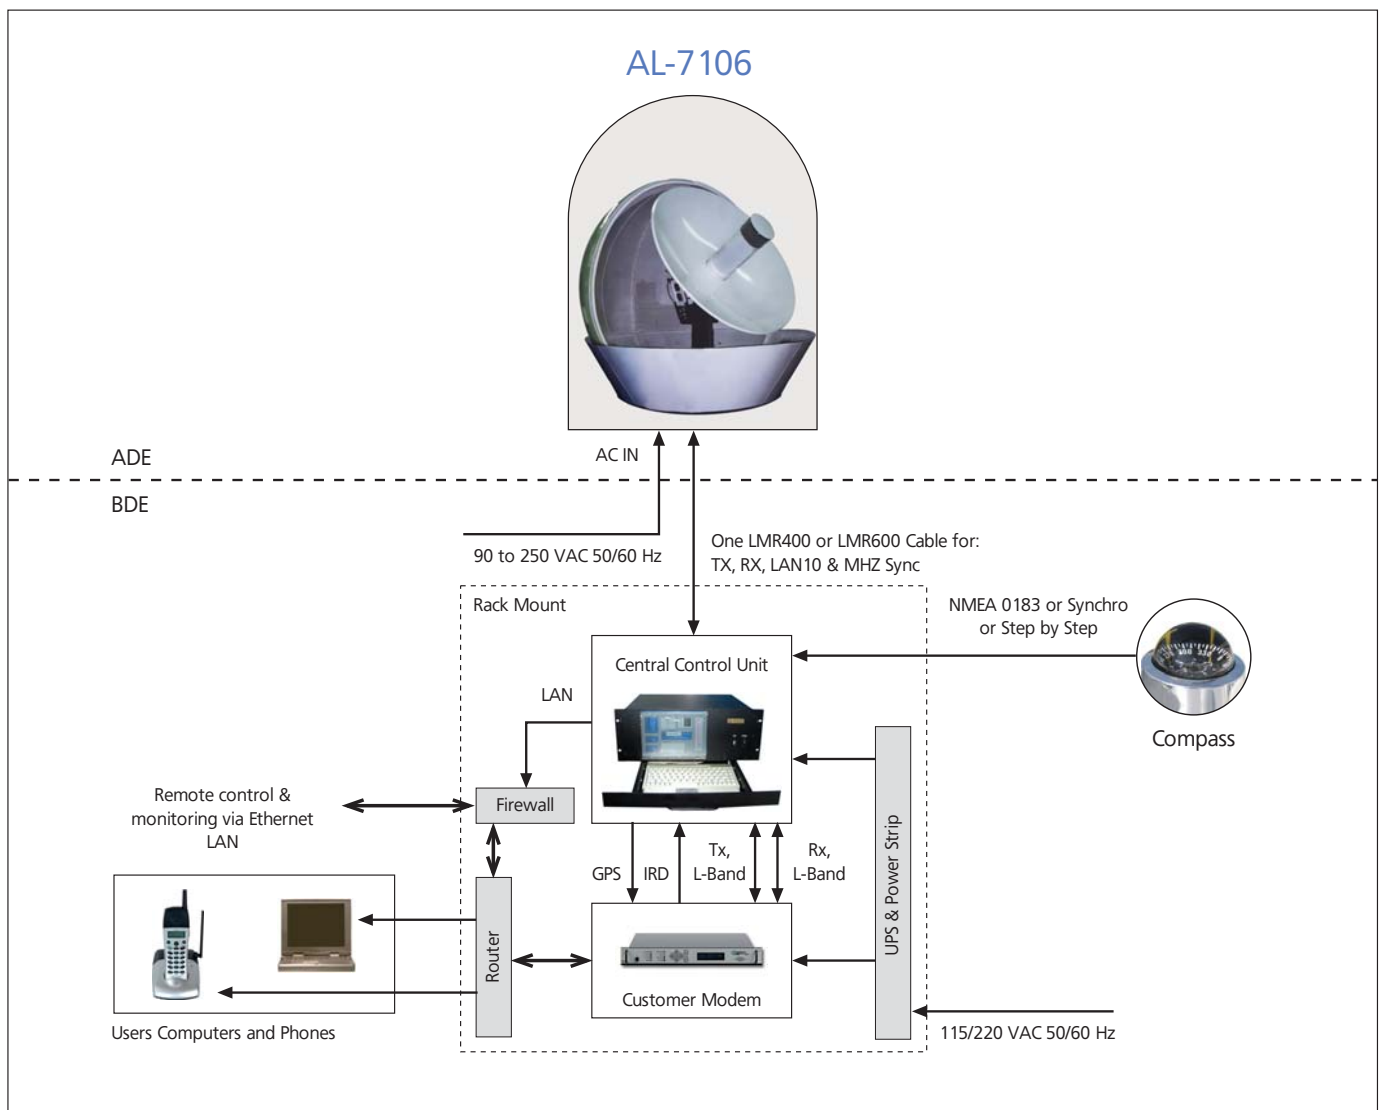 AL-7106
AC IN
ADE
BDE
90 to 250 VAC 50/60 Hz
One LMR400 or LMR600 Cable for:
TX, RX, LAN10 & MHZ Sync
Rack Mount
NMEA 0183 or Synchro
or Step by Step
Central Control Unit
LAN
Compass
Remote control &
monitoring via Ethernet
LAN
Firewall
GPS
IRD
Tx,
L-Band
Rx,
L-Band
UPS & Power Strip
Router
Customer Modem
Users Computers and Phones
115/220 VAC 50/60 Hz